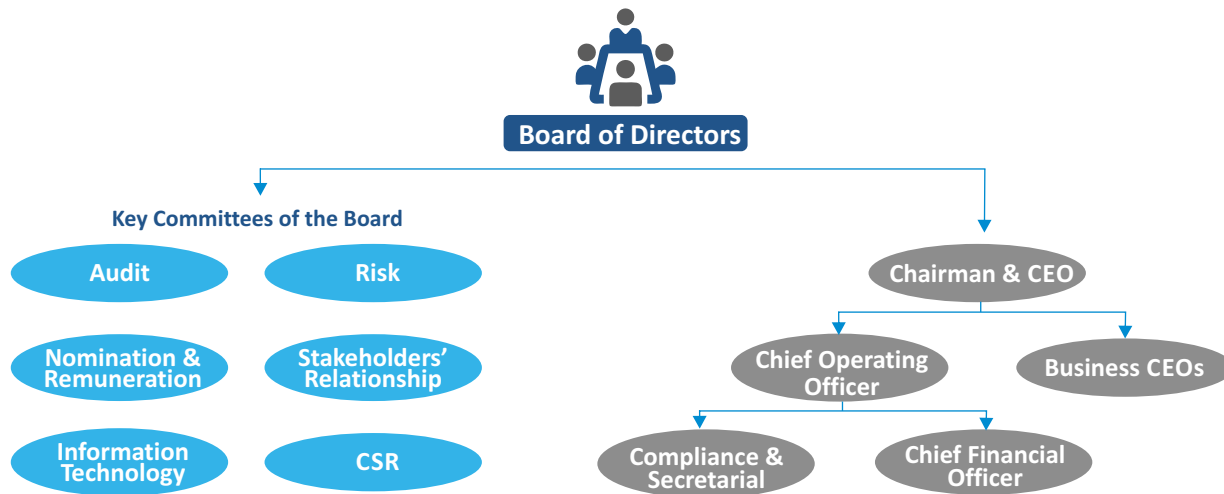 Board of Directors
Key Committees of the Board
Audit
Risk
Nomination &
Remuneration
Stakeholders’
Relationship
Information
Technology
CSR
Chairman & CEO
Chief Operating
Officer
Business CEOs
Compliance &
Secretarial
Chief Financial
Officer